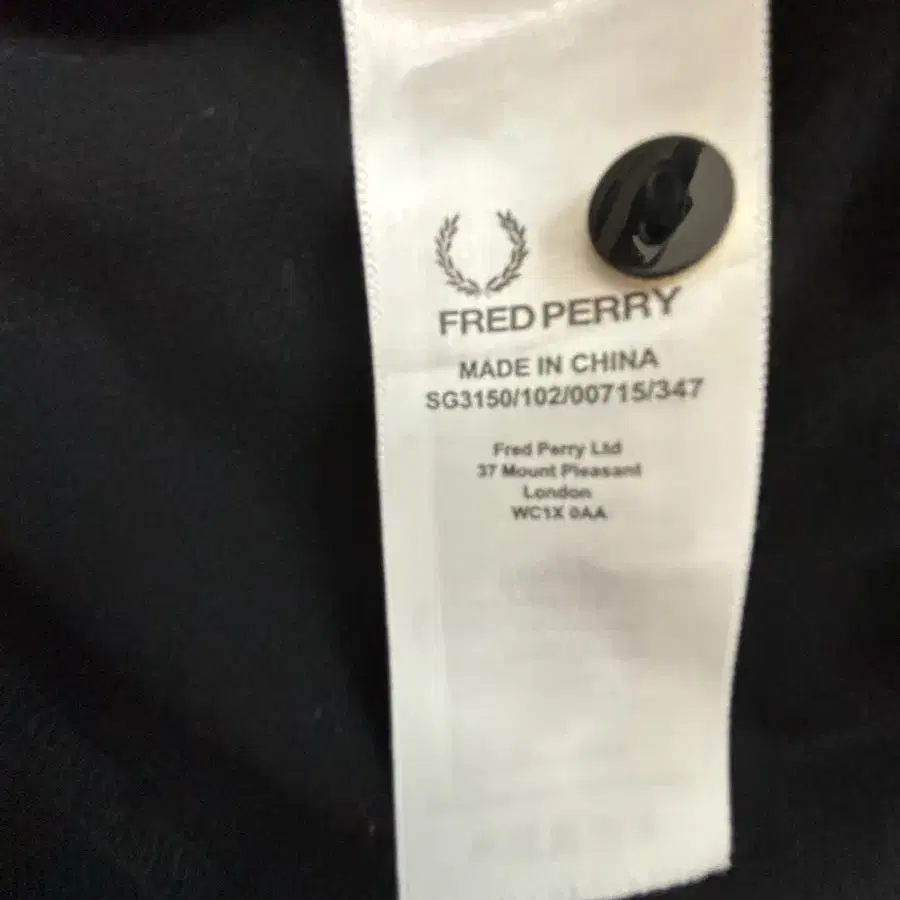 FRED PERRY
MADE IN CHINA
SG3150/102/00715/347
Fred Perry Ltd
37 Mount Pleasant
London
WC1X 0AA